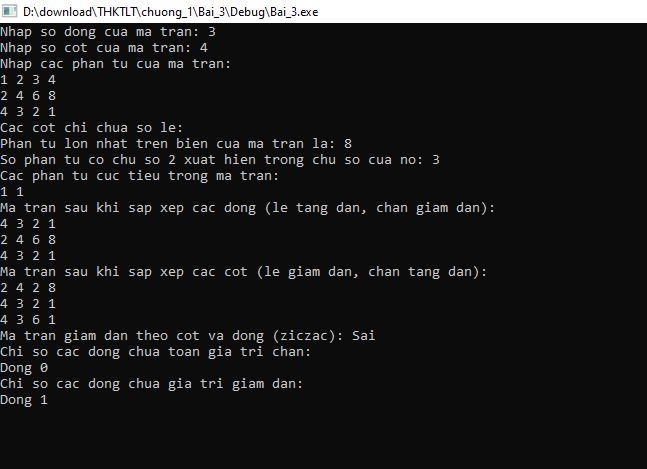 D:\download\THKTLT\chuong_1\Bai_3\Debug\Bai_3.exe
Nhap so dong cua ma tran: 3
Nhap so cot cua ma tran: 4
Nhap cac phan tu cua ma tran:
1 2 3 4
2 4 6 8
4 3 2 1
Cac cot chi chua so le:
Phan tu lon nhat tren bien cua ma tran la: 8
So phan tu co chu so 2 xuat hien trong chu so cua no: 3
Cac phan tu cuc tieu trong ma tran:
1 1
Ma tran sau khi sap xep cac dong (le tang dan, chan giam dan):
4 3 2 1
2 4 6 8
4 3 2 1
Ma tran sau khi sap xep cac cot (le giam dan, chan tang dan):
2 4 2 8
4 3 2 1
4 3 6 1
Ma tran giam dan theo cot va dong (ziczac): Sai
Chi so cac dong chua toan gia tri chan:
Dong 0
Chi so cac dong chua gia tri giam dan:
Dong 1